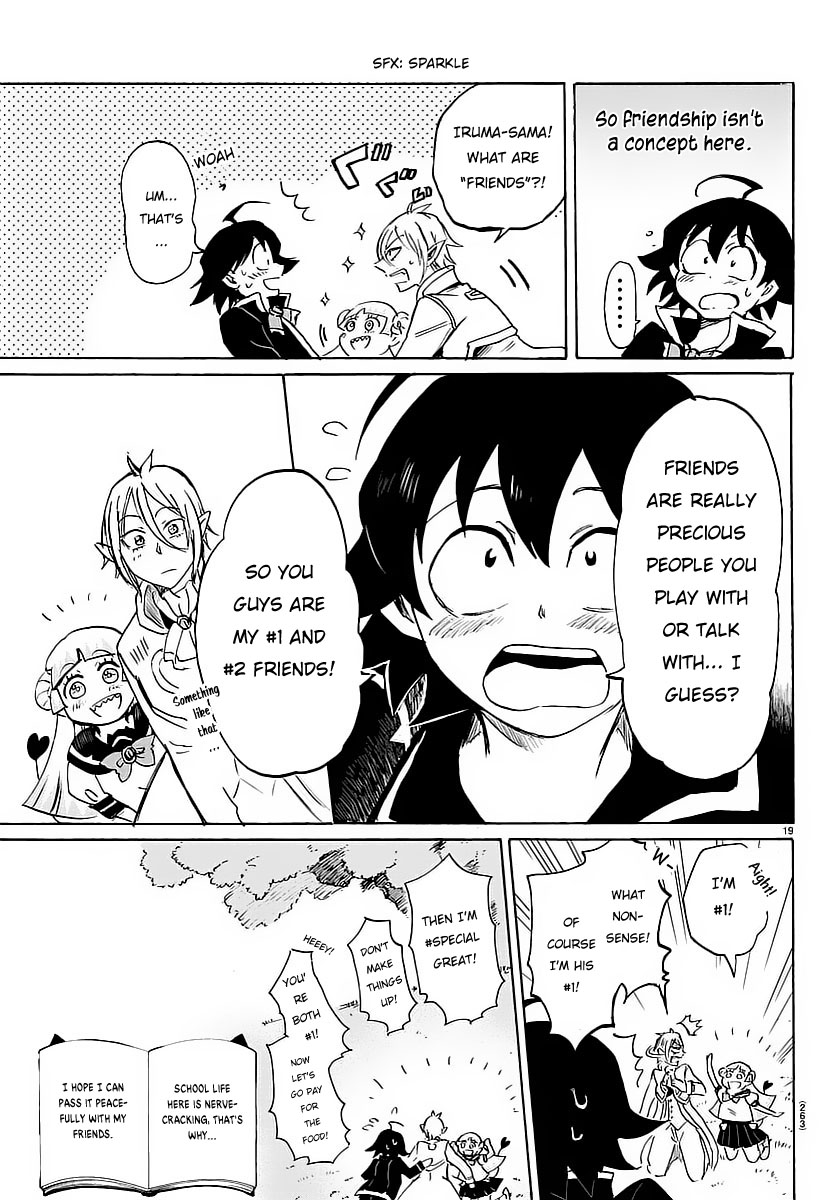 SFX: SPARKLE
So friendship isn't
a concept here.
......
IRUMA-SAMA!
WHAT ARE
"FRIENDS"?!
WOAH
UM...
THAT'S
...
FRIENDS
ARE REALLY
PRECIOUS
PEOPLE YOU
PLAY WITH
OR TALK
WITH... I
GUESS?
SO YOU
GUYS ARE
MY #1 AND
#2 FRIENDS!
Something
like
that
...
19
Aight!
I'M
#1!
WHAT
NON-
SENSE!
OF
COURSE
I'M HIS
#1!
THEN I'M
#SPECIAL
GREAT!
DON'T
MAKE
THINGS
UP!
HEEEY!
YOU'
RE
BOTH
#1!
NOW
LET'S
GO PAY
FOR
THE
FOOD!
SCHOOL LIFE
HERE IS NERVE-
CRACKING, THAT'S
WHY...
I HOPE I CAN
PASS IT PEACE-
FULLY WITH MY
FRIENDS.
(263)